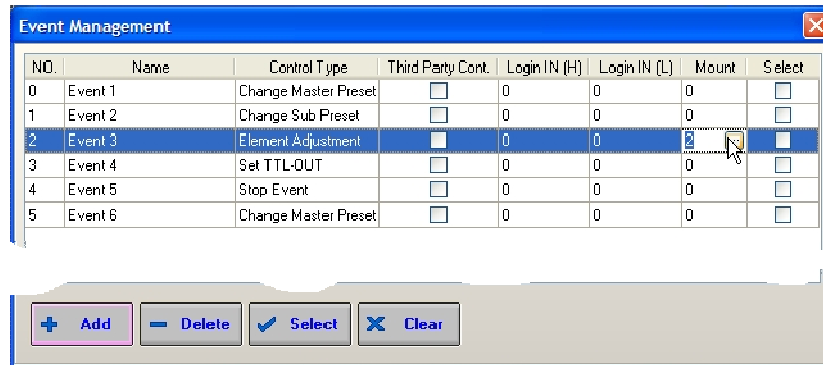 Event Management
NO. Name Control Type Third Party Cont. Login IN (H) Login IN (L) Mount Select
0 Event 1 Change Master Preset 0 0 0
1 Event 2 Change Sub Preset 0 0 0
2 Event 3 Element Adjustment 0 0 2 ...
3 Event 4 Set TTL-OUT 0 0 0
4 Event 5 Stop Event 0 0 0
5 Event 6 Change Master Preset 0 0 0
Add Delete Select Clear